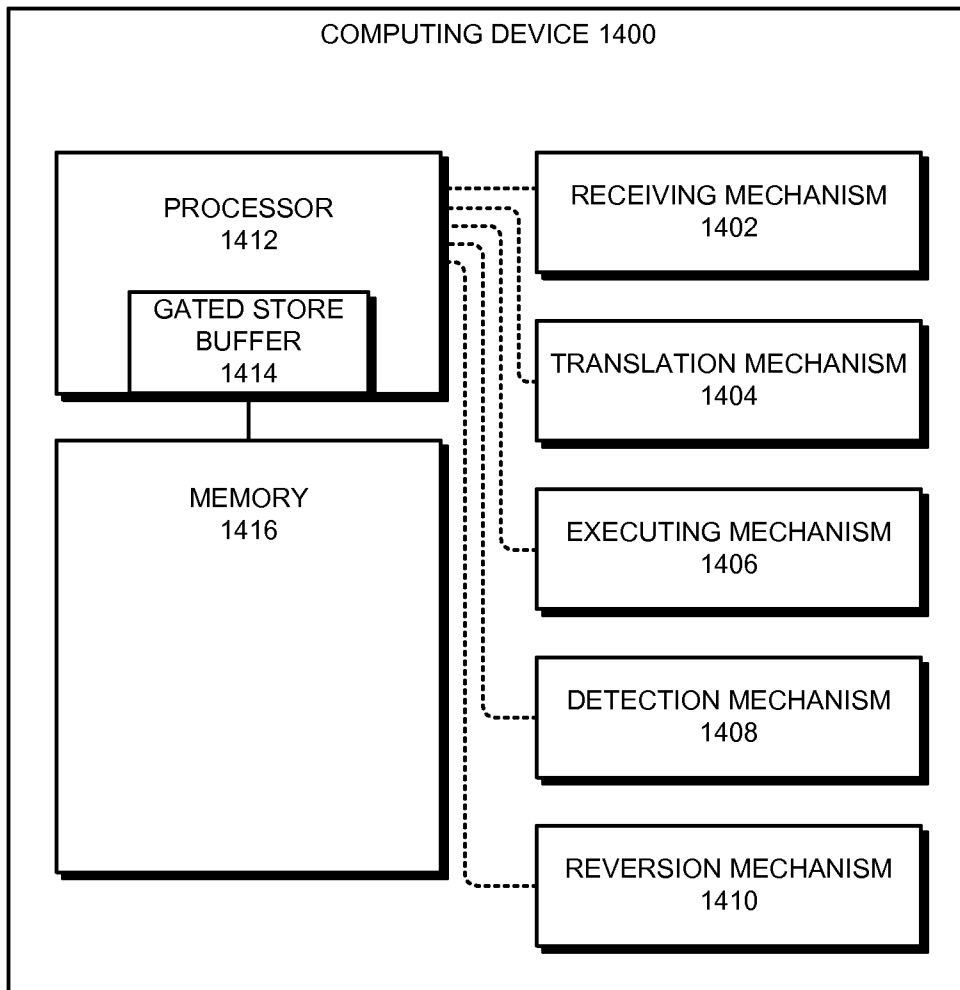 COMPUTING DEVICE 1400
PROCESSOR
1412
GATED STORE
BUFFER
1414
MEMORY
1416
RECEIVING MECHANISM
1402
TRANSLATION MECHANISM
1404
EXECUTING MECHANISM
1406
DETECTION MECHANISM
1408
REVERSION MECHANISM
1410